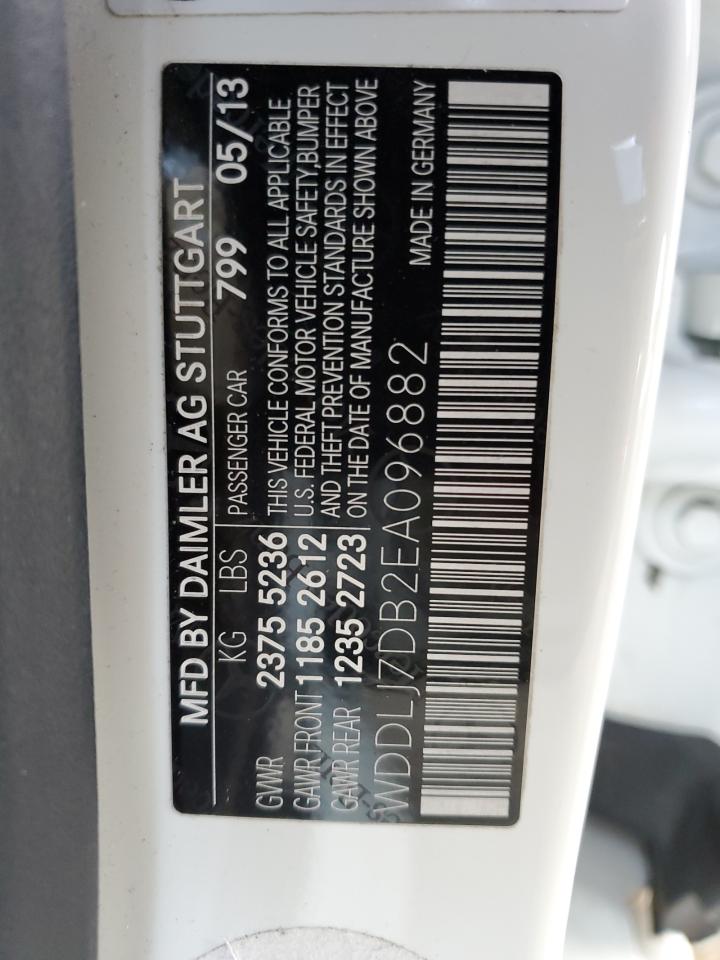 MFD BY DAIMLER AG STUTTGART
KG LBS PASSENGER CAR 799 05/13
GVWR 2375 5236 THIS VEHICLE CONFORMS TO ALL APPLICABLE
GAWR FRONT 1185 2612 U.S. FEDERAL MOTOR VEHICLE SAFETY,BUMPER
GAWR REAR 1235 2723 AND THEFT PREVENTION STANDARDS IN EFFECT
ON THE DATE OF MANUFACTURE SHOWN ABOVE
WDDLJ7DB2EA096882 MADE IN GERMANY